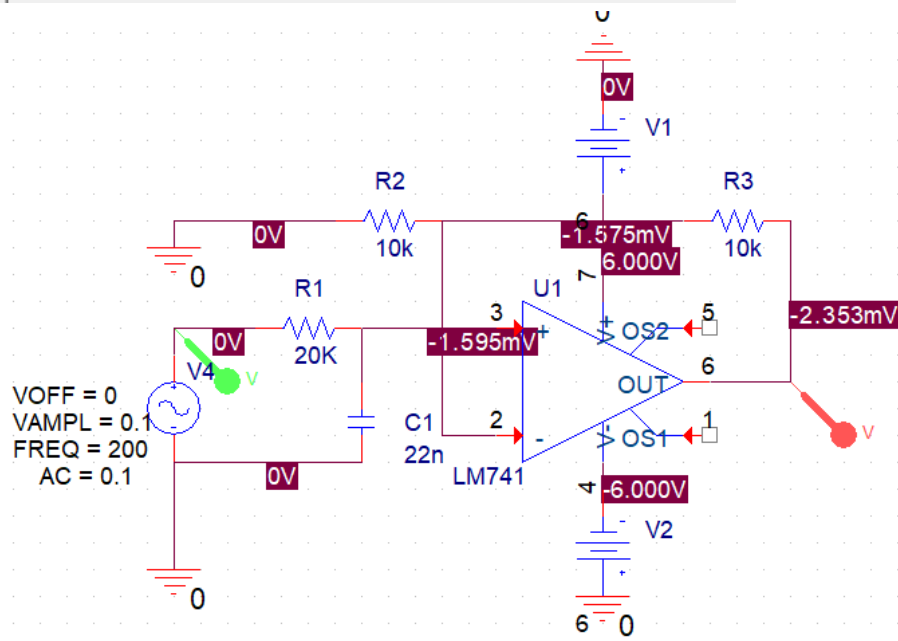 0
0V
V1
R2
R3
0V
10k
6
-1.575mV
10k
6.000V
0
R1
7
U1
-2.353mV
3
+
V+
OS2
5
0V
20K
-1.595mV
V
V4
OUT
6
VOFF = 0
VAMPL = 0.1
FREQ = 200
AC = 0.1
C1
22n
2
-
V-
OS1
1
V
LM741
0V
4
-6.000V
V2
0
6
0